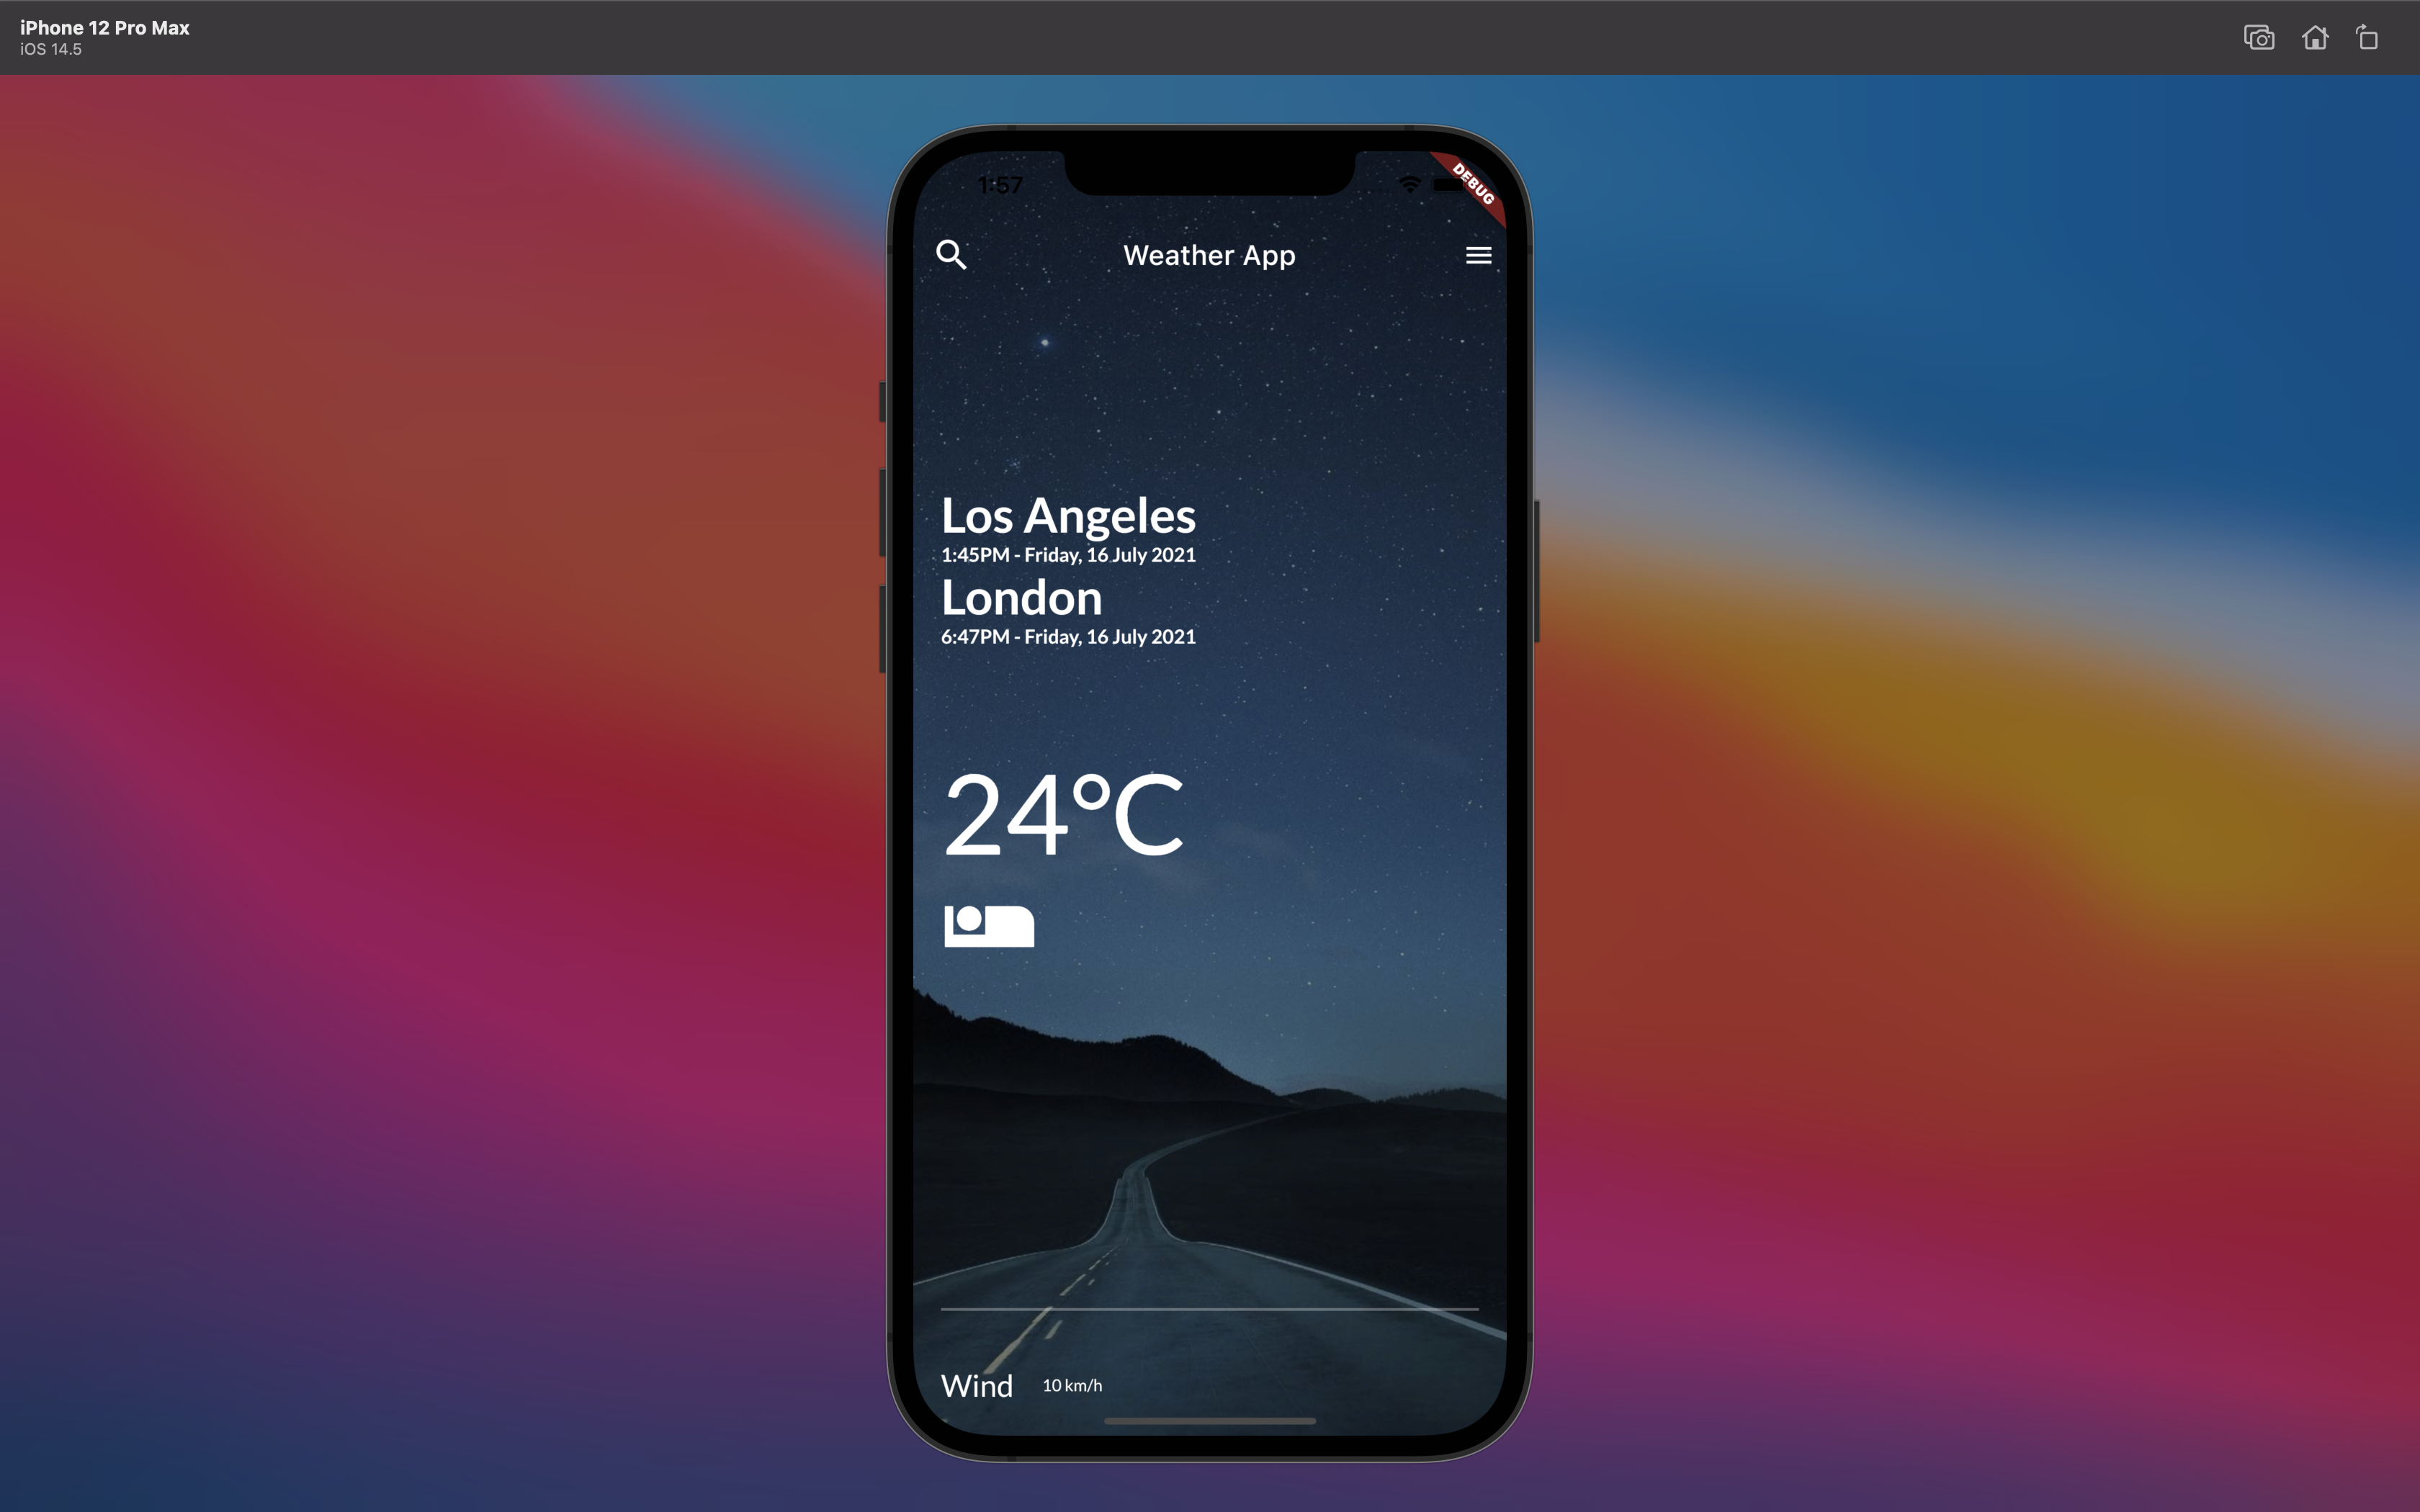 iPhone 12 Pro Max
iOS 14.5
1:57
DEBUG
Weather App
Los Angeles
1:45PM - Friday, 16 July 2021
London
6:47PM - Friday, 16 July 2021
24°C
Wind 10 km/h